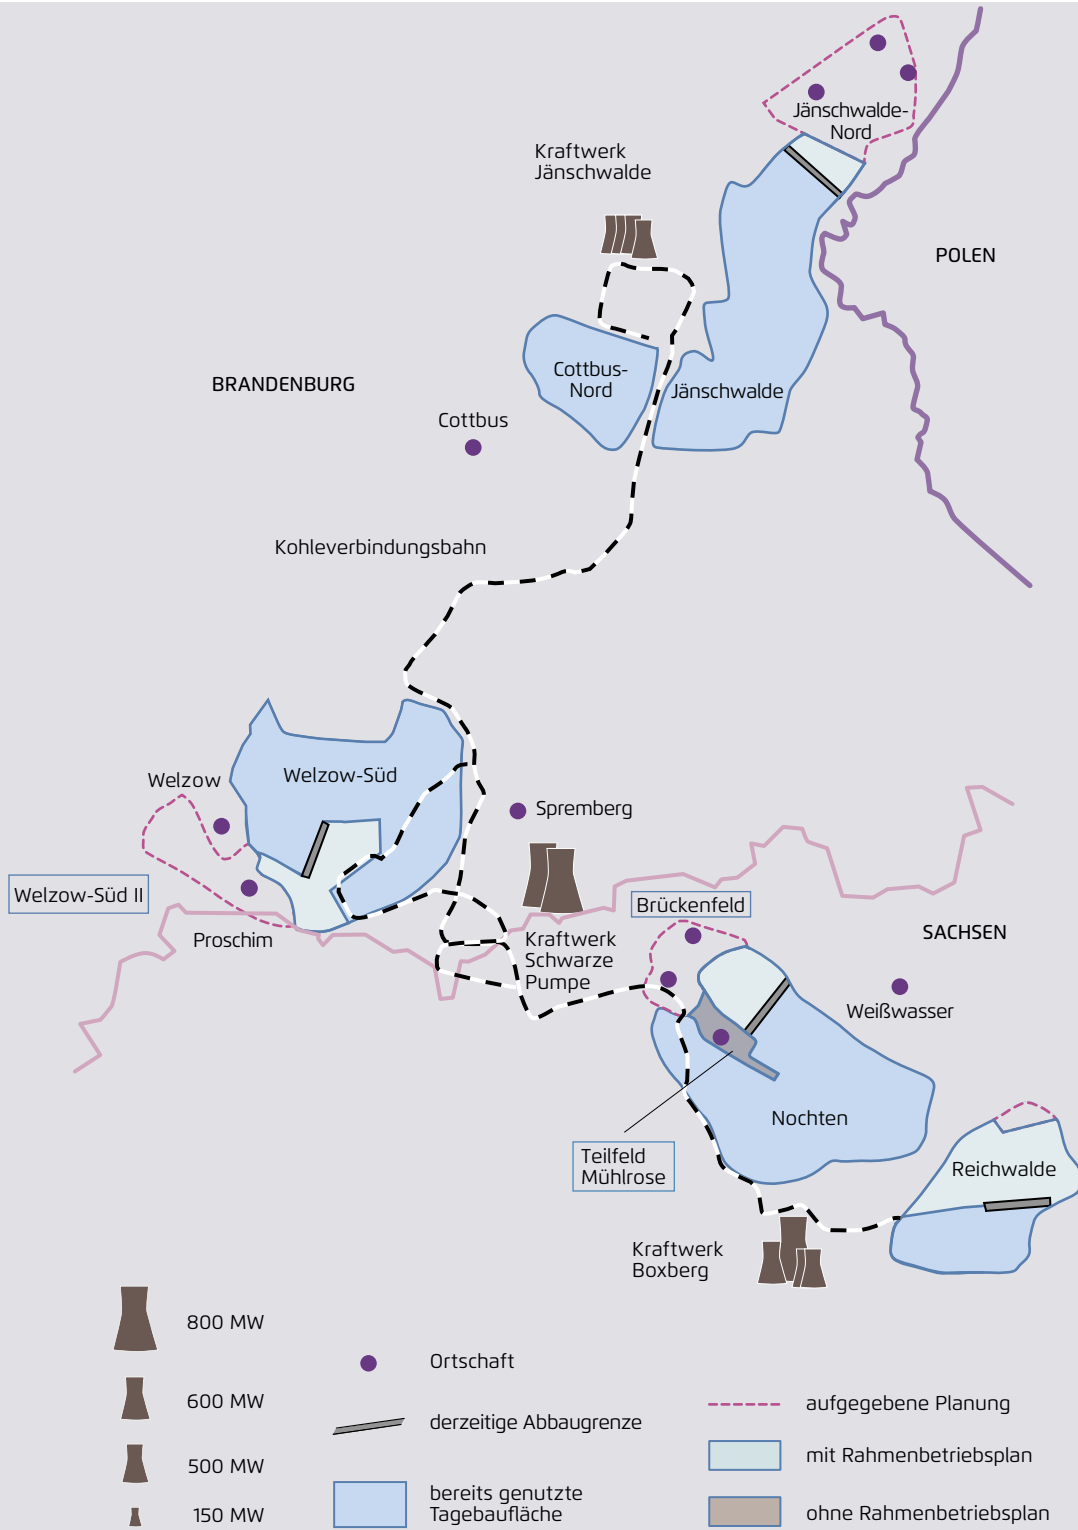 Jänschwalde-
Nord
Kraftwerk
Jänschwalde
POLEN
Cottbus-
Nord
Jänschwalde
BRANDENBURG
Cottbus
Kohleverbindungsbahn
Welzow-Süd
Welzow
Spremberg
Welzow-Süd II
Brückenfeld
Proschim
Kraftwerk
Schwarze
Pumpe
SACHSEN
Weißwasser
Nochten
Teilfeld
Mühlrose
Reichwalde
Kraftwerk
Boxberg
800 MW
600 MW
500 MW
150 MW
Ortschaft
derzeitige Abbaugrenze
bereits genutzte
Tagebaufläche
aufgegebene Planung
mit Rahmenbetriebsplan
ohne Rahmenbetriebsplan